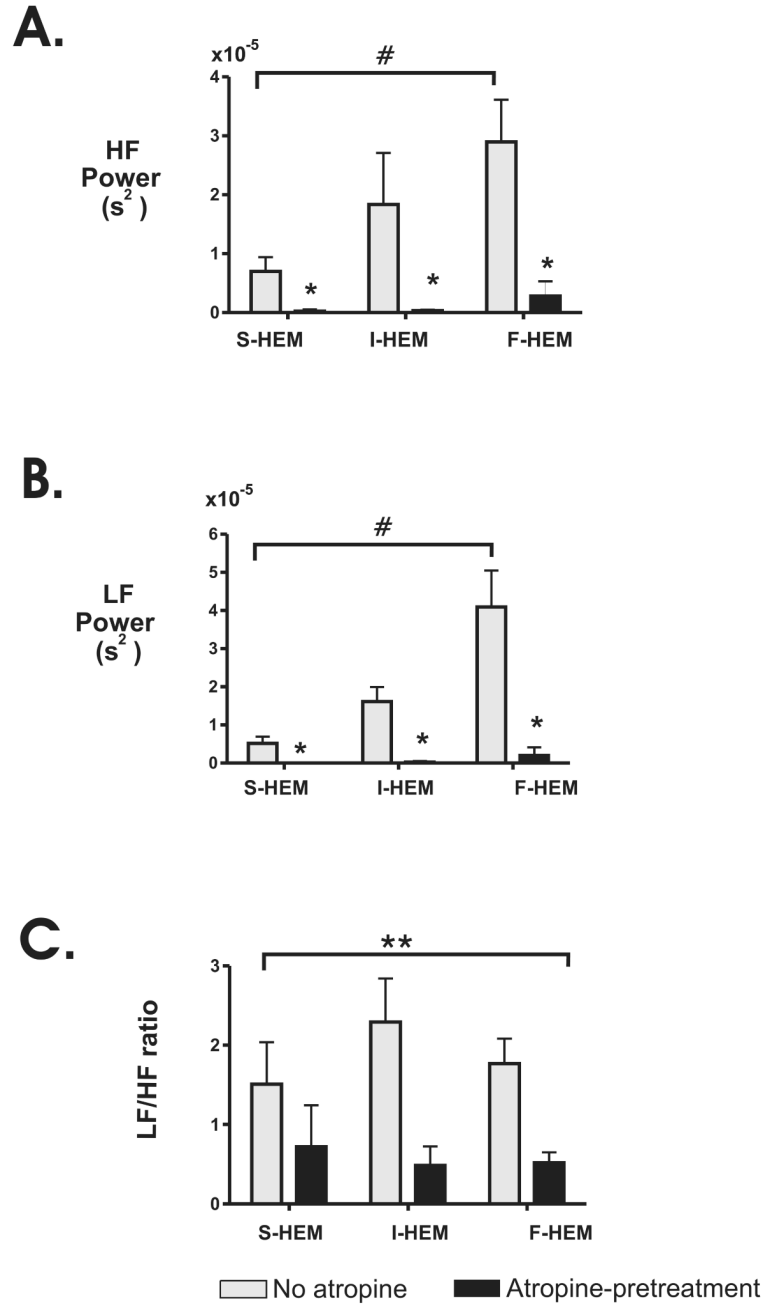 A.
x10-5
#
4
3
2
1
0
HF
Power
(s2 )
*
*
*
S-HEM I-HEM F-HEM
B.
x10-5
#
6
5
4
3
2
1
0
LF
Power
(s2 )
*
*
*
S-HEM I-HEM F-HEM
C.
**
3
2
1
0
LF/HF ratio
S-HEM I-HEM F-HEM
No atropine Atropine-pretreatment